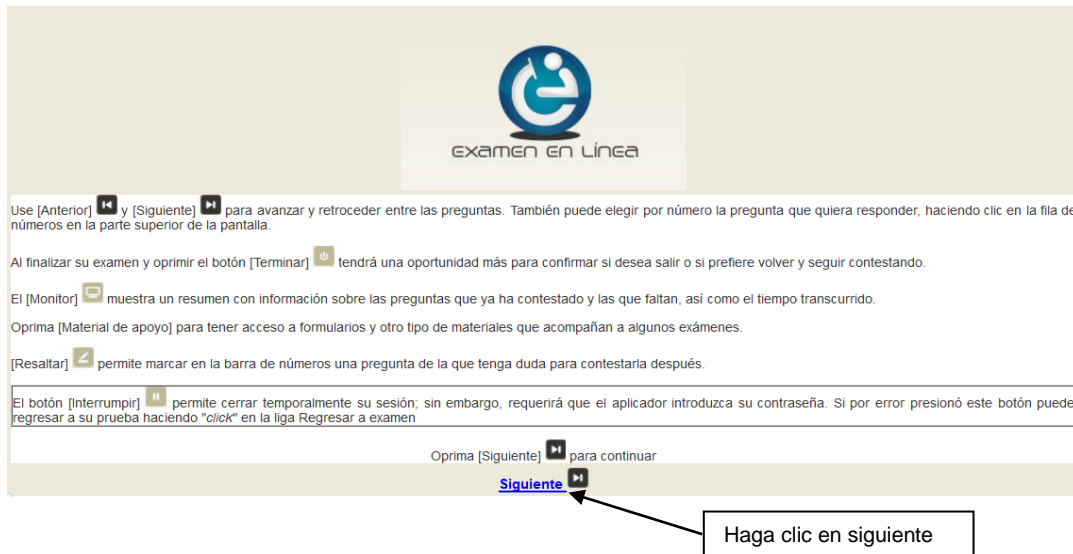 examen en Línea
Use [Anterior] y [Siguiente] para avanzar y retroceder entre las preguntas. También puede elegir por número la pregunta que quiera responder, haciendo clic en la fila de
números en la parte superior de la pantalla.
Al finalizar su examen y oprimir el botón [Terminar] tendrá una oportunidad más para confirmar si desea salir o si prefiere volver y seguir contestando.
El [Monitor] muestra un resumen con información sobre las preguntas que ya ha contestado y las que faltan, así como el tiempo transcurrido.
Oprima [Material de apoyo] para tener acceso a formularios y otro tipo de materiales que acompañan a algunos exámenes.
[Resaltar] permite marcar en la barra de números una pregunta de la que tenga duda para contestarla después.
El botón [Interrumpir] permite cerrar temporalmente su sesión; sin embargo, requerirá que el aplicador introduzca su contraseña. Si por error presionó este botón puede
regresar a su prueba haciendo "click" en la liga Regresar a examen
Oprima [Siguiente] para continuar
Siguiente
Haga clic en siguiente